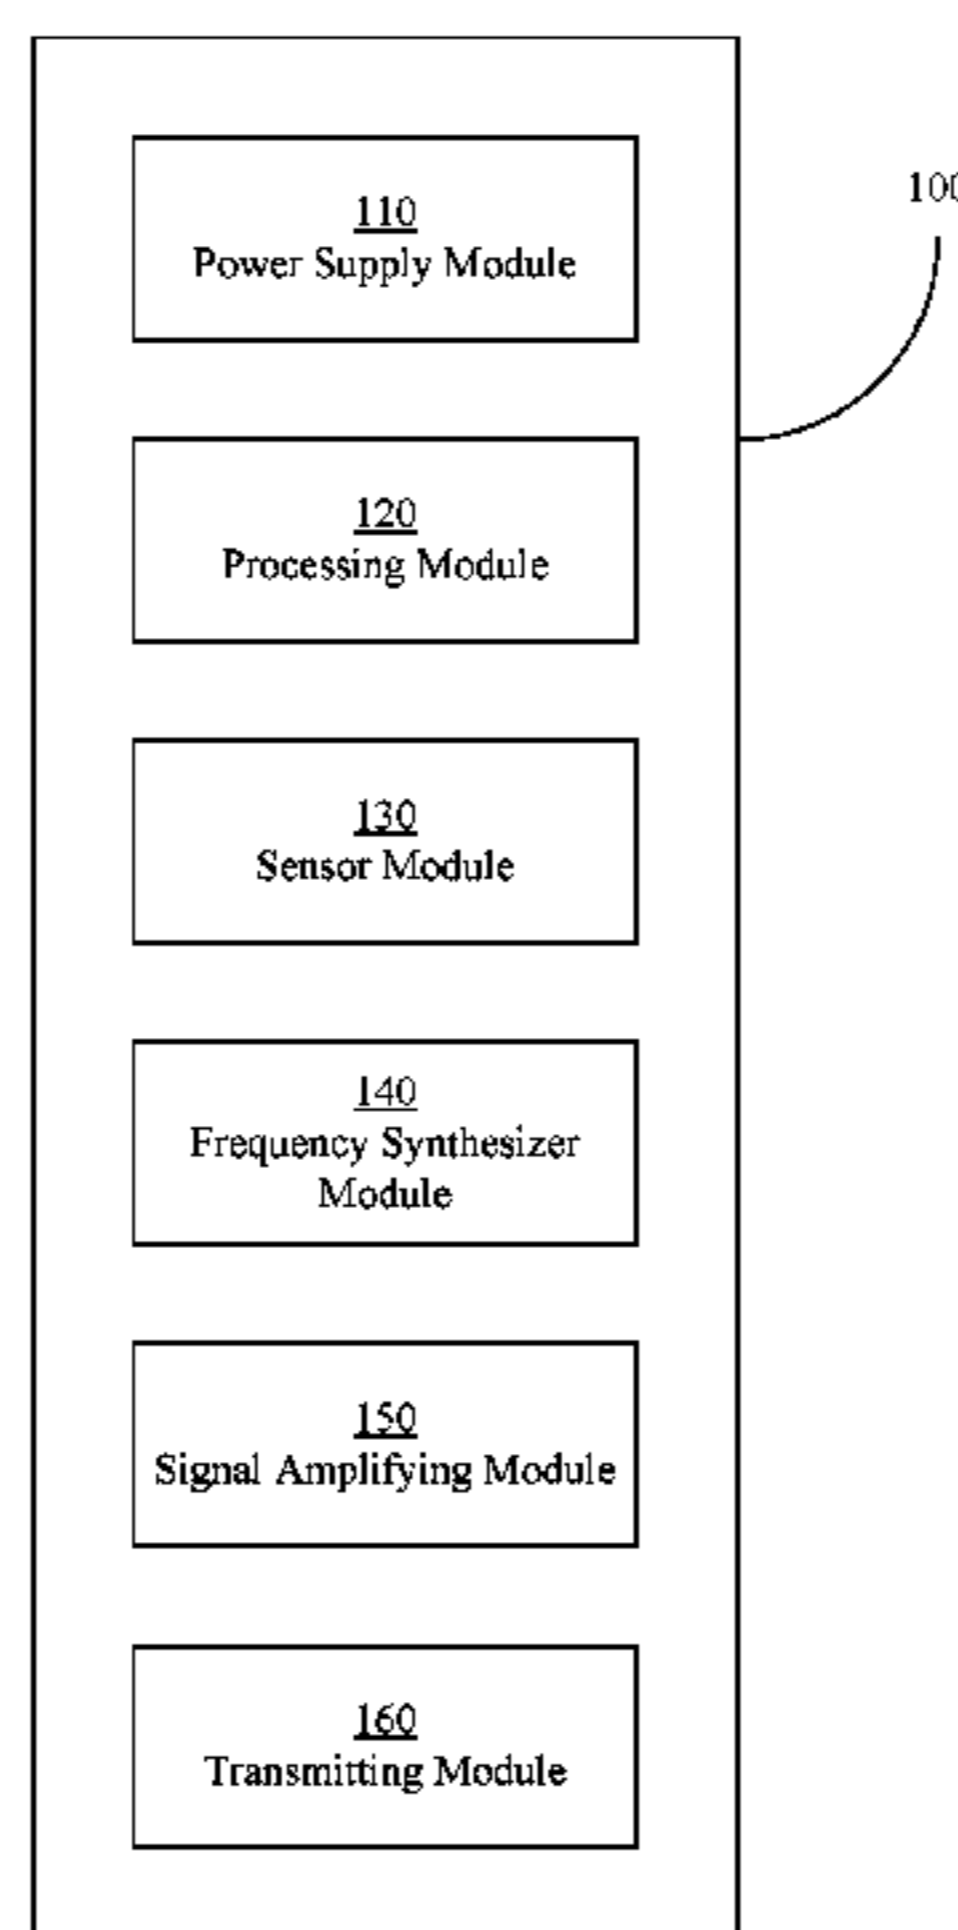 110
Power Supply Module
100
120
Processing Module
130
Sensor Module
140
Frequency Synthesizer
Module
150
Signal Amplifying Module
160
Transmitting Module